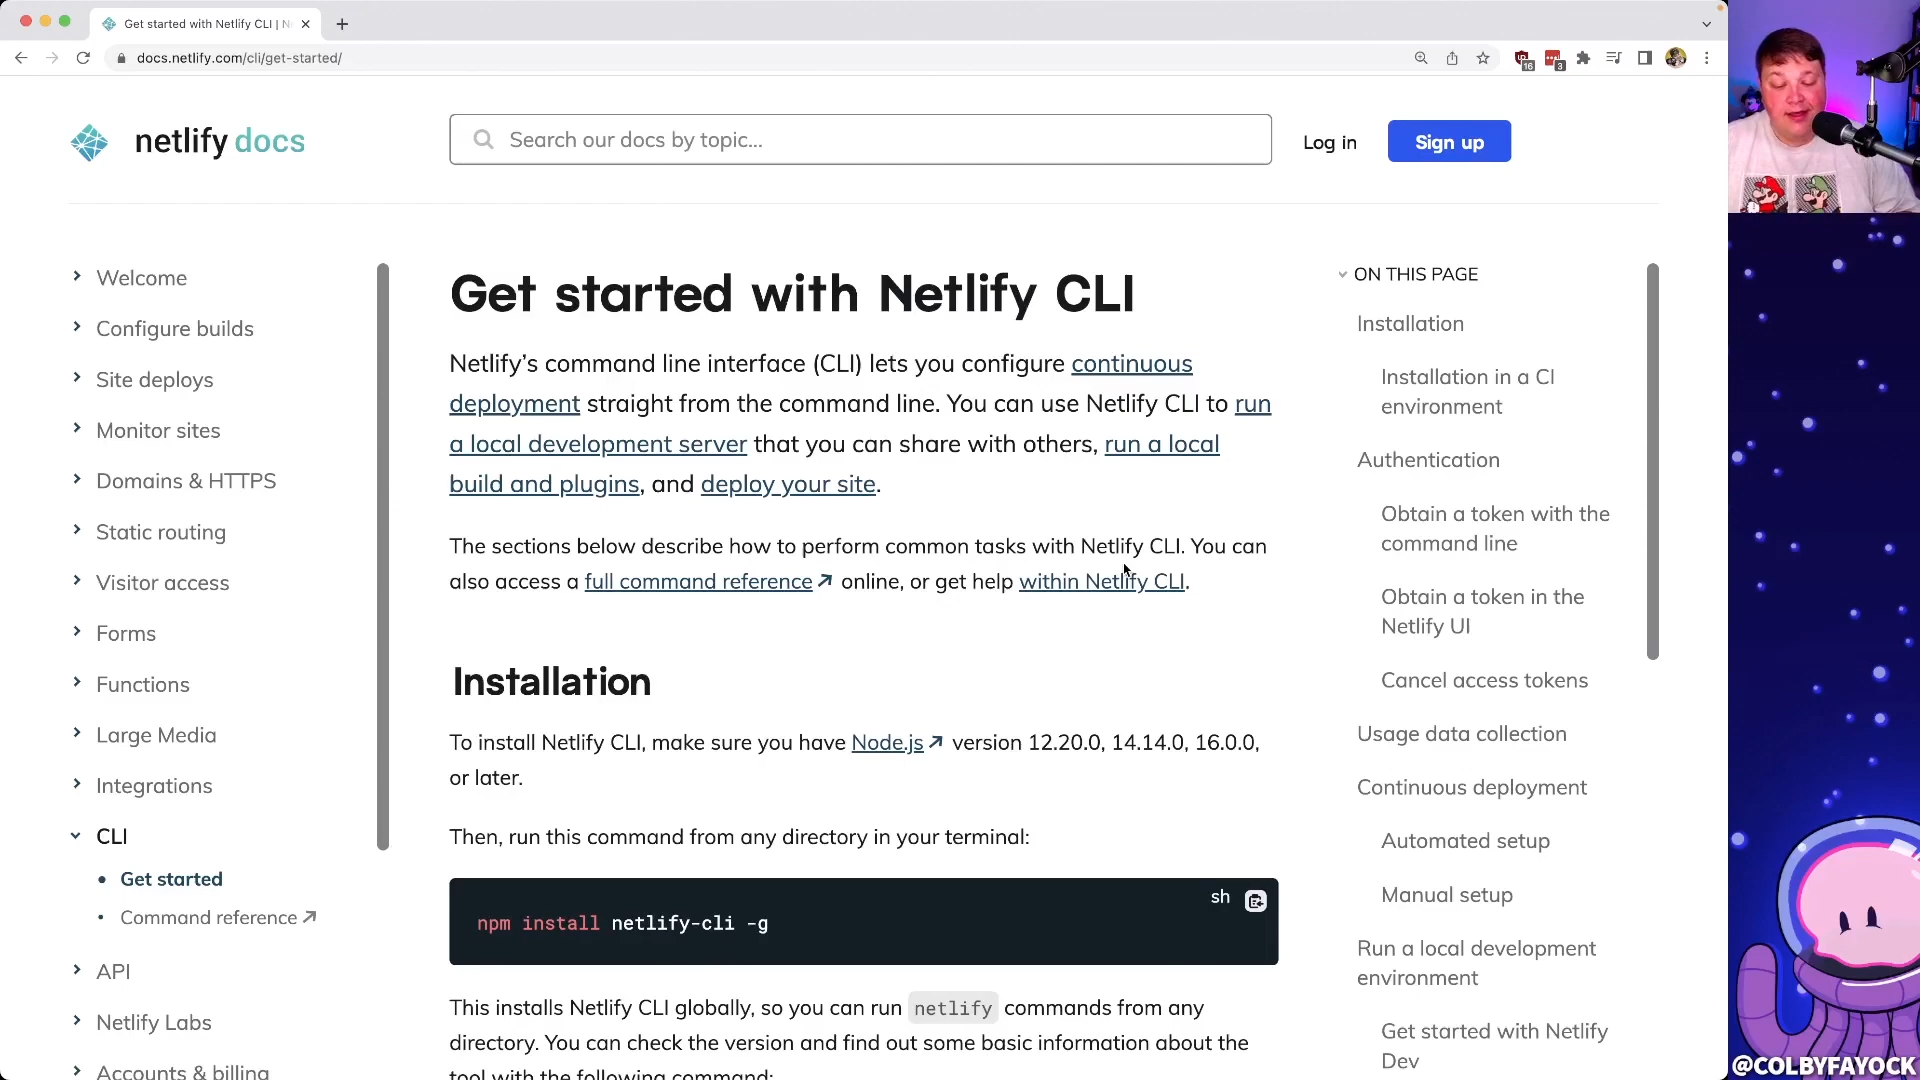 Get started with Netlify CLI | N
docs.netlify.com/cli/get-started/
16
3
netlify docs
Search our docs by topic...
Log in
Sign up
Welcome
Configure builds
Site deploys
Monitor sites
Domains & HTTPS
Static routing
Visitor access
Forms
Functions
Large Media
Integrations
CLI
Get started
Command reference
API
Netlify Labs
Accounts & billing
Get started with Netlify CLI
Netlify’s command line interface (CLI) lets you configure continuous
deployment straight from the command line. You can use Netlify CLI to run
a local development server that you can share with others, run a local
build and plugins, and deploy your site.
The sections below describe how to perform common tasks with Netlify CLI. You can
also access a full command reference online, or get help within Netlify CLI.
Installation
To install Netlify CLI, make sure you have Node.js version 12.20.0, 14.14.0, 16.0.0,
or later.
Then, run this command from any directory in your terminal:
sh
npm install netlify-cli -g
This installs Netlify CLI globally, so you can run netlify commands from any
directory. You can check the version and find out some basic information about the
tool with the following command:
ON THIS PAGE
Installation
Installation in a CI
environment
Authentication
Obtain a token with the
command line
Obtain a token in the
Netlify UI
Cancel access tokens
Usage data collection
Continuous deployment
Automated setup
Manual setup
Run a local development
environment
Get started with Netlify
Dev
@COLBYFAYOCK